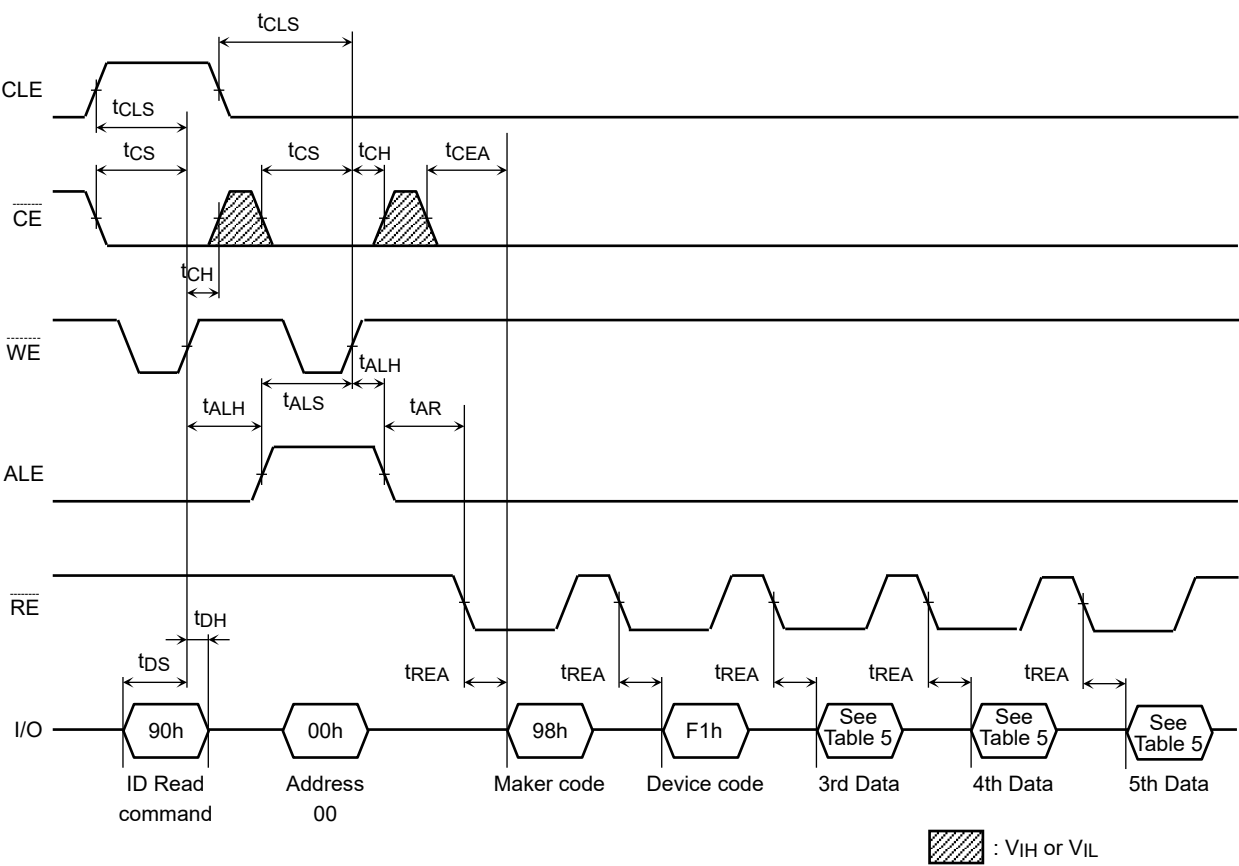 tCLS
CLE
tCLS
tCS
tCS
tCH
tCEA
CE
tCH
WE
tALH
tALH
tALS
tAR
ALE
RE
tDH
tDS
tREA
tREA
tREA
tREA
tREA
I/O
90h
00h
98h
F1h
See
Table 5
See
Table 5
See
Table 5
ID Read
command
Address
00
Maker code
Device code
3rd Data
4th Data
5th Data
: VIH or VIL